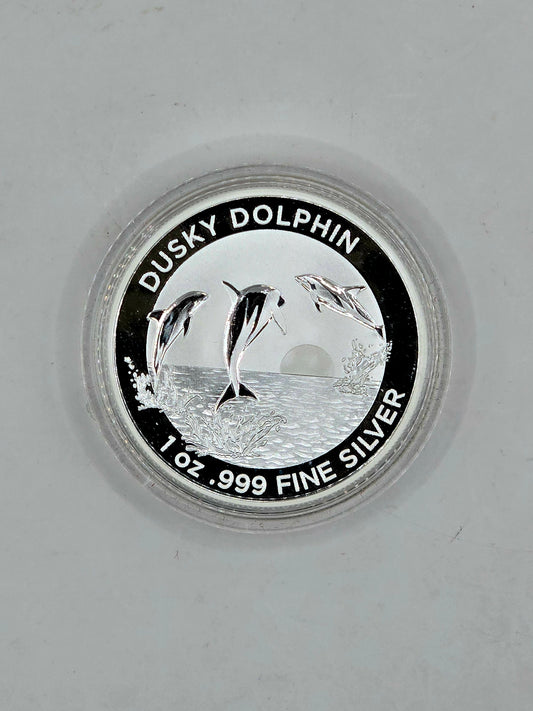 DUSKY DOLPHIN
1 oz .999 FINE SILVER